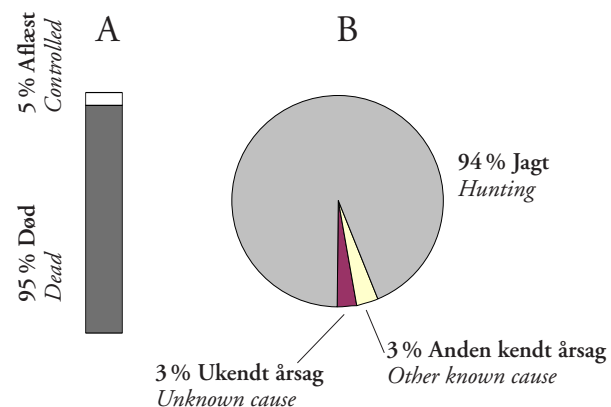 A
B
5 % Aflæst
Controlled
95 % Død
Dead
94 % Jagt
Hunting
3 % Anden kendt årsag
Other known cause
3 % Ukendt årsag
Unknown cause